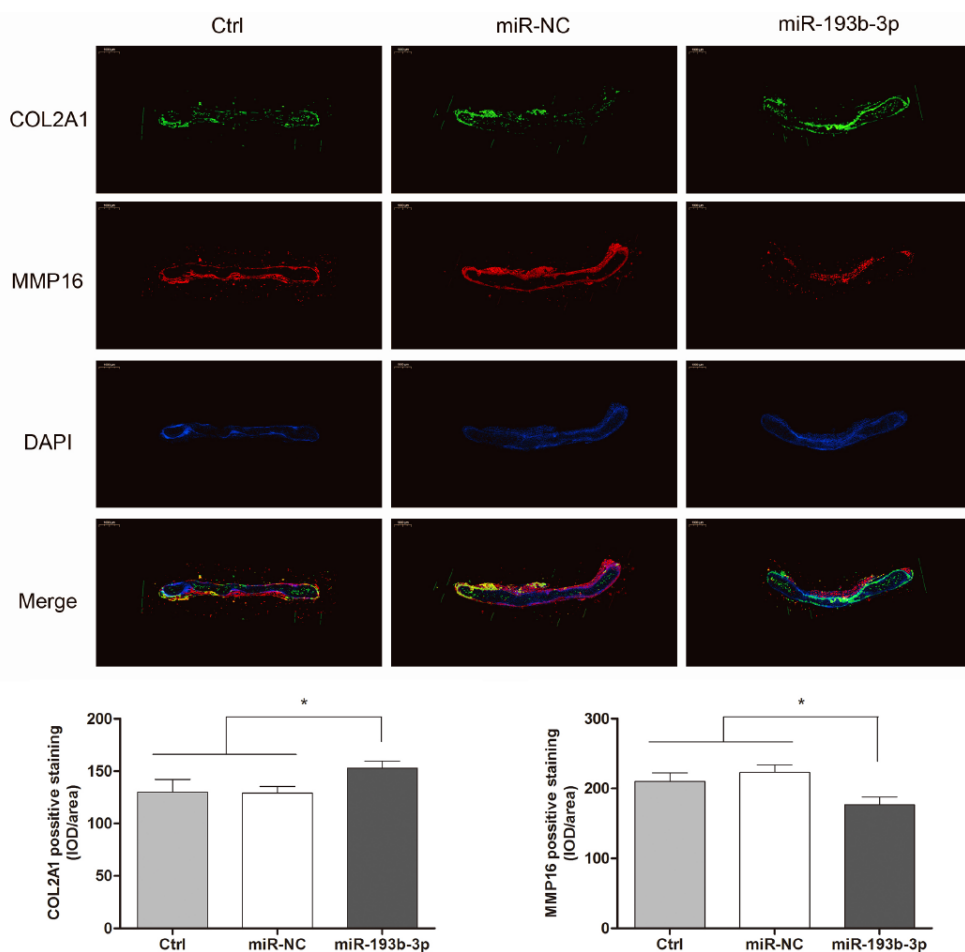 Ctrl miR-NC miR-193b-3p
COL2A1
MMP16
DAPI
Merge
*
COL2A1 possitive staining
(IOD/area)
200
150
100
50
0
Ctrl miR-NC miR-193b-3p
*
MMP16 possitive staining
(IOD/area)
300
200
100
0
Ctrl miR-NC miR-193b-3p